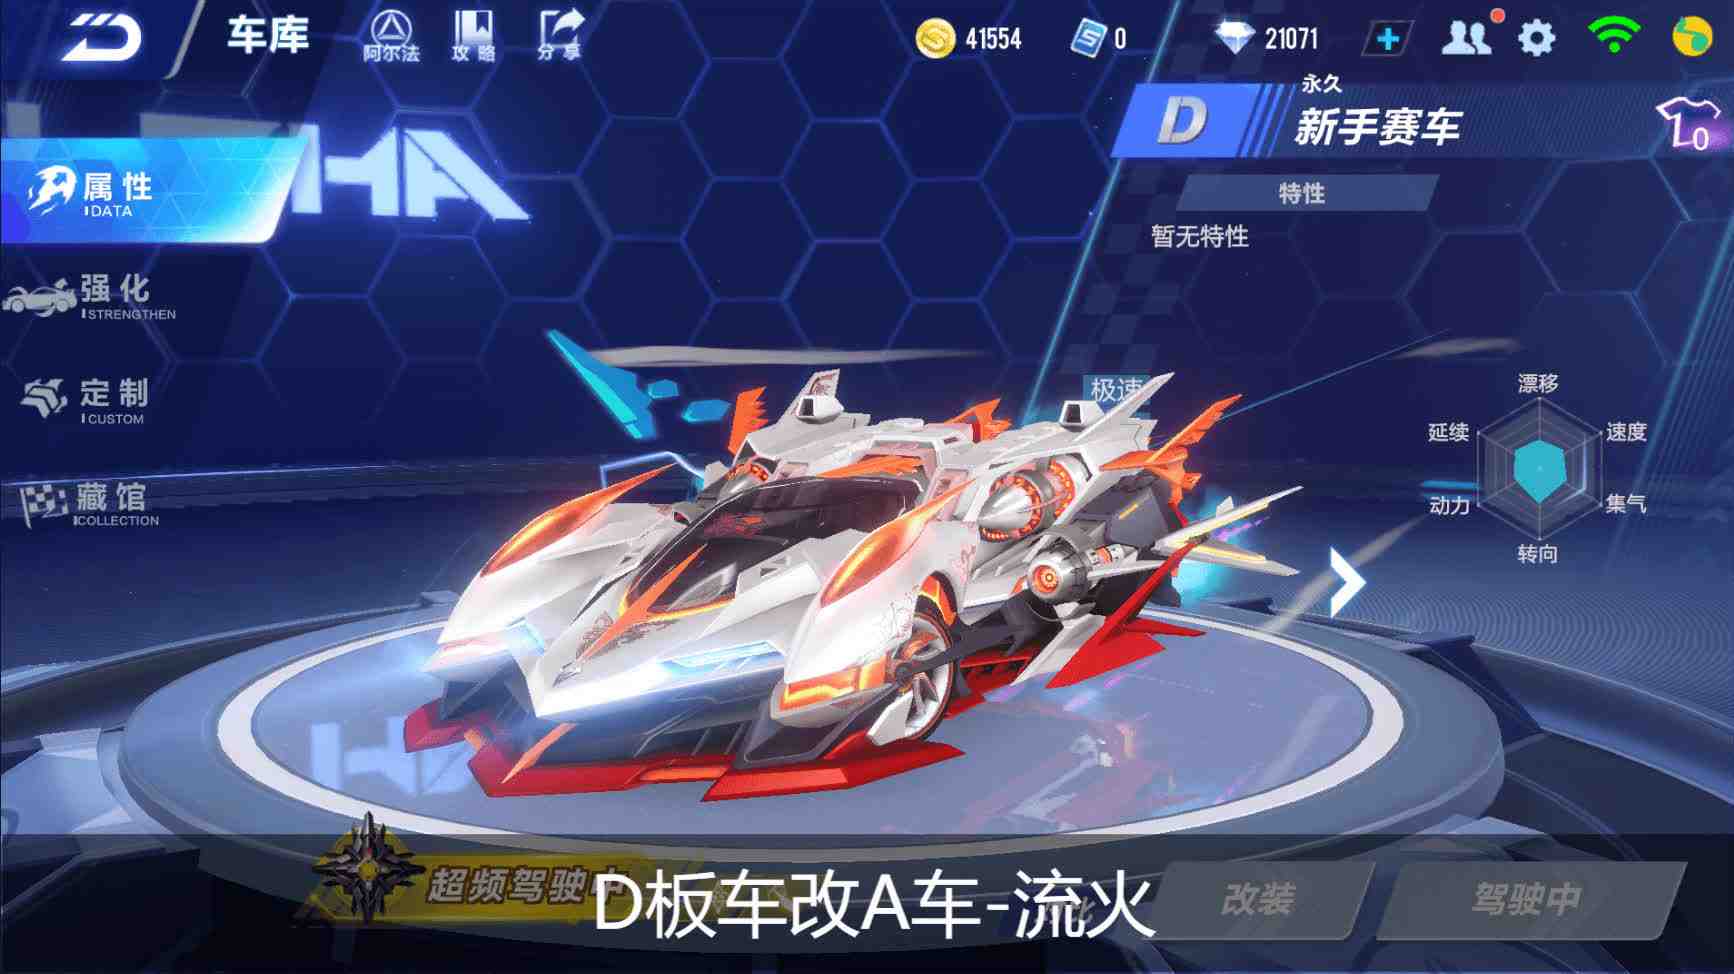 车库
阿尔法
攻略
分享
41554
0
21071
永久
D
新手赛车
L0
属性
DATA
特性
暂无特性
强化
STRENGTHEN
定制
CUSTOM
藏馆
COLLECTION
极速
漂移
延续
速度
动力
集气
转向
超频驾驶中
D板车改A车-流火
改装
驾驶中